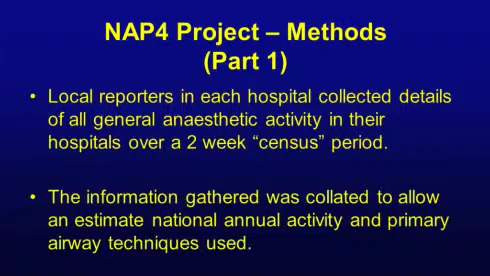 NAP4 Project – Methods
(Part 1)
• Local reporters in each hospital collected details
of all general anaesthetic activity in their
hospitals over a 2 week “census” period.
• The information gathered was collated to allow
an estimate national annual activity and primary
airway techniques used.